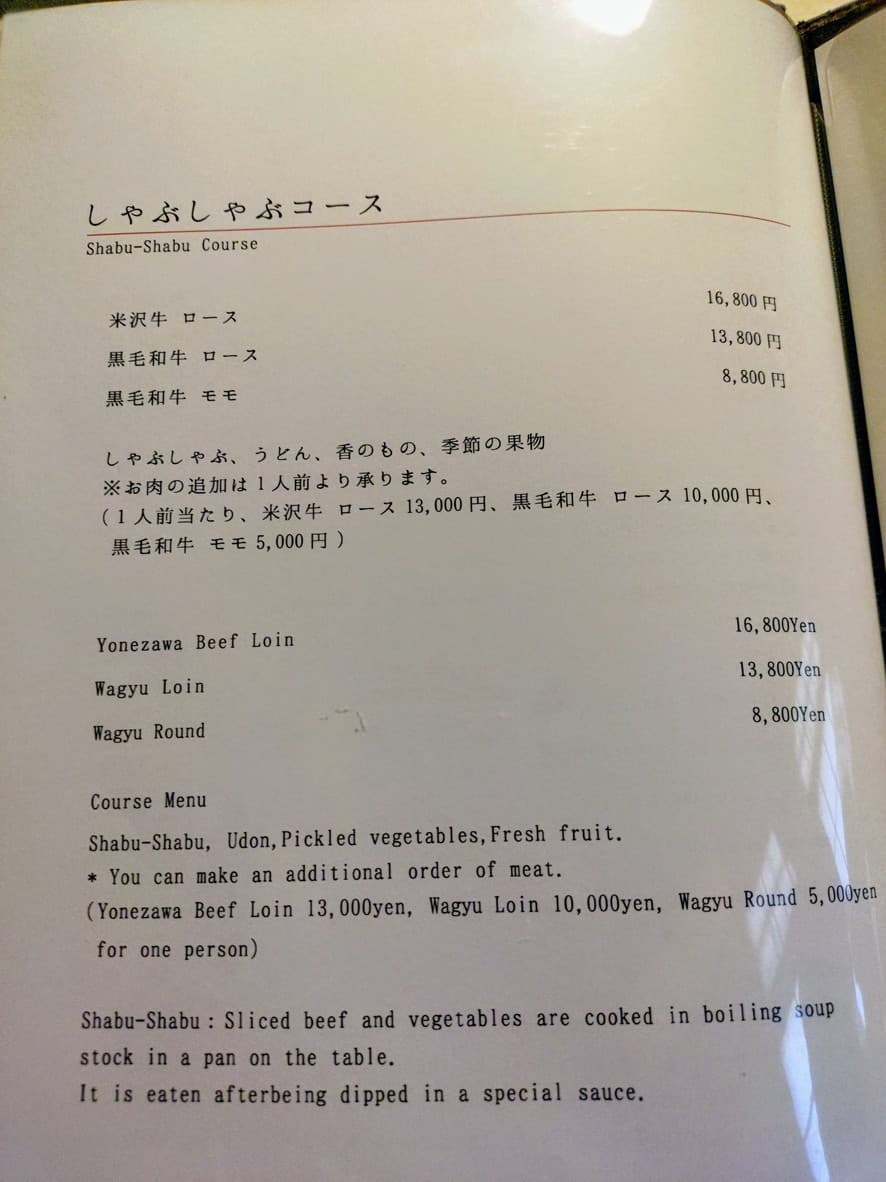 しゃぶしゃぶコース
Shabu-Shabu Course
米沢牛 ロース 16,800円
黒毛和牛 ロース 13,800円
黒毛和牛 モモ 8,800円
しゃぶしゃぶ、うどん、香のもの、季節の果物
※お肉の追加は1人前より承ります。
(1人前当たり、米沢牛 ロース 13,000円、黒毛和牛 ロース 10,000円、
黒毛和牛 モモ 5,000円 )
Yonezawa Beef Loin 16,800Yen
Wagyu Loin 13,800Yen
Wagyu Round 8,800Yen
Course Menu
Shabu-Shabu, Udon,Pickled vegetables,Fresh fruit.
* You can make an additional order of meat.
(Yonezawa Beef Loin 13,000yen, Wagyu Loin 10,000yen, Wagyu Round 5,000yen
for one person)
Shabu-Shabu：Sliced beef and vegetables are cooked in boiling soup
stock in a pan on the table.
It is eaten afterbeing dipped in a special sauce.